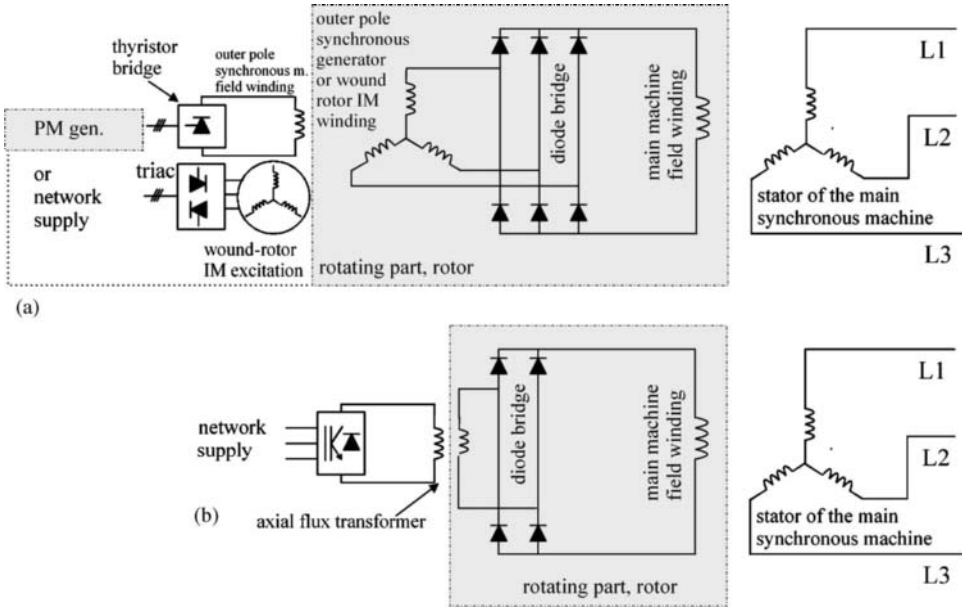 thyristor
bridge
outer pole
synchronous m.
field winding
PM gen.
or
network
supply
triac
wound-rotor
IM excitation
outer pole
synchronous
generator
or wound
rotor IM
winding
diode bridge
main machine
field winding
rotating part, rotor
L1
L2
stator of the main
synchronous machine
L3
(a)
network
supply
axial flux transformer
(b)
diode bridge
main machine
field winding
rotating part, rotor
L1
L2
stator of the main
synchronous machine
L3